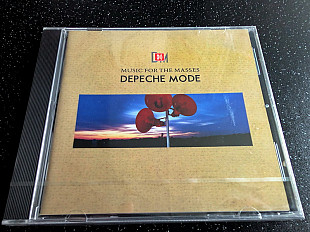 MUSIC FOR THE MASSES
DEPECHE MODE